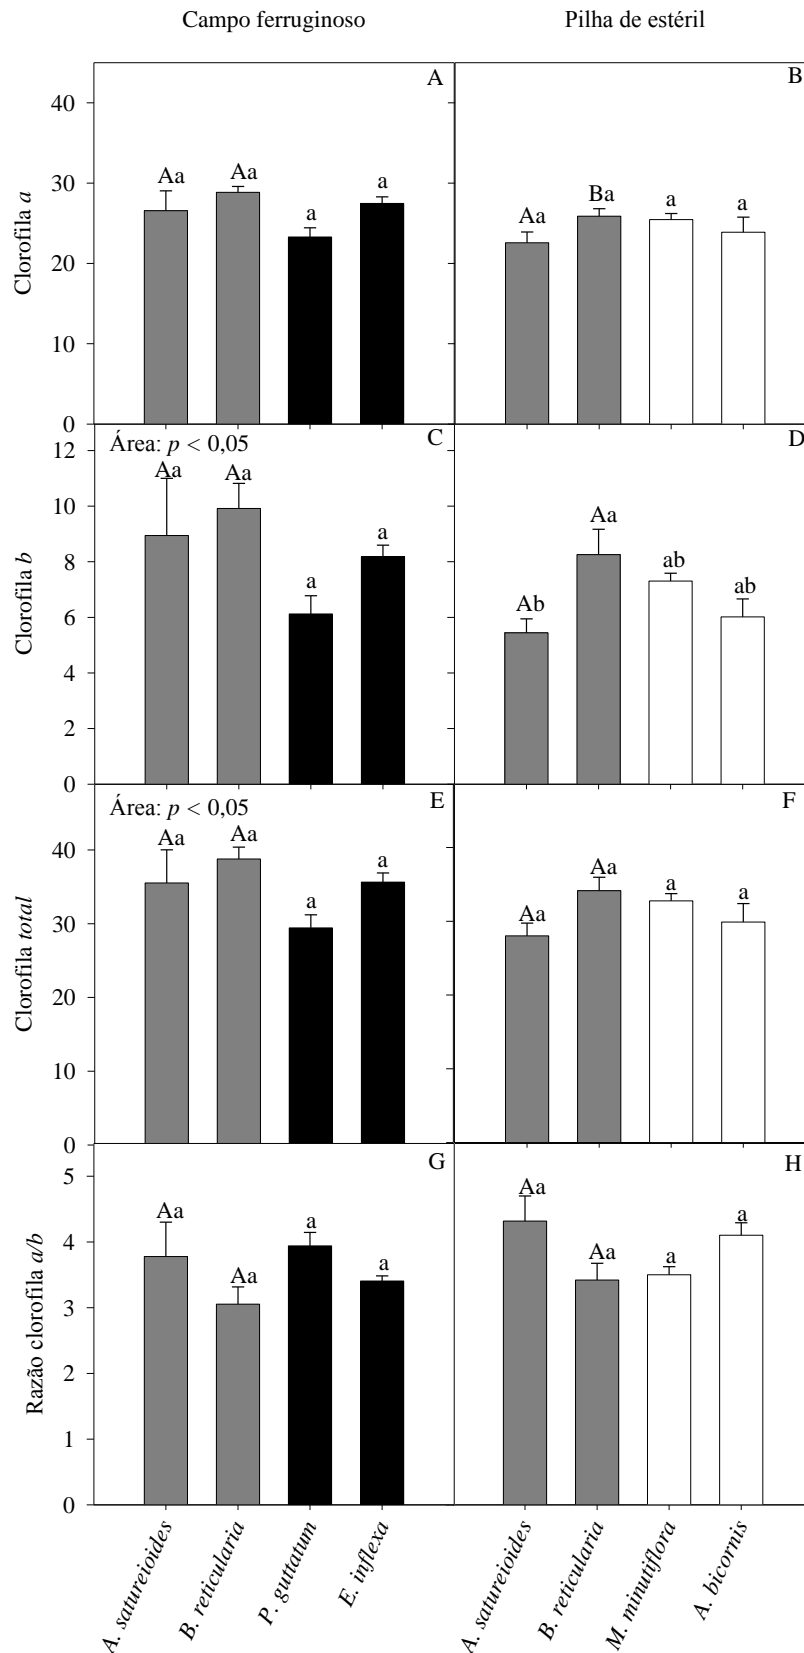 Campo ferruginoso
Pilha de estéril
A
B
40
30
20
10
0
Clorofila a
Aa
Aa
a
a
Aa
Ba
a
a
Área: p < 0,05
C
D
12
10
8
6
4
2
0
Clorofila b
Aa
Aa
a
a
Ab
Aa
ab
ab
Área: p < 0,05
E
F
40
30
20
10
0
Clorofila total
Aa
Aa
a
a
Aa
Aa
a
a
G
H
5
4
3
2
1
0
Razão clorofila a/b
Aa
Aa
a
a
Aa
Aa
a
a
A. satureioides
B. reticularia
P. guttatum
E. inflexa
A. satureioides
B. reticularia
M. minutiflora
A. bicornis